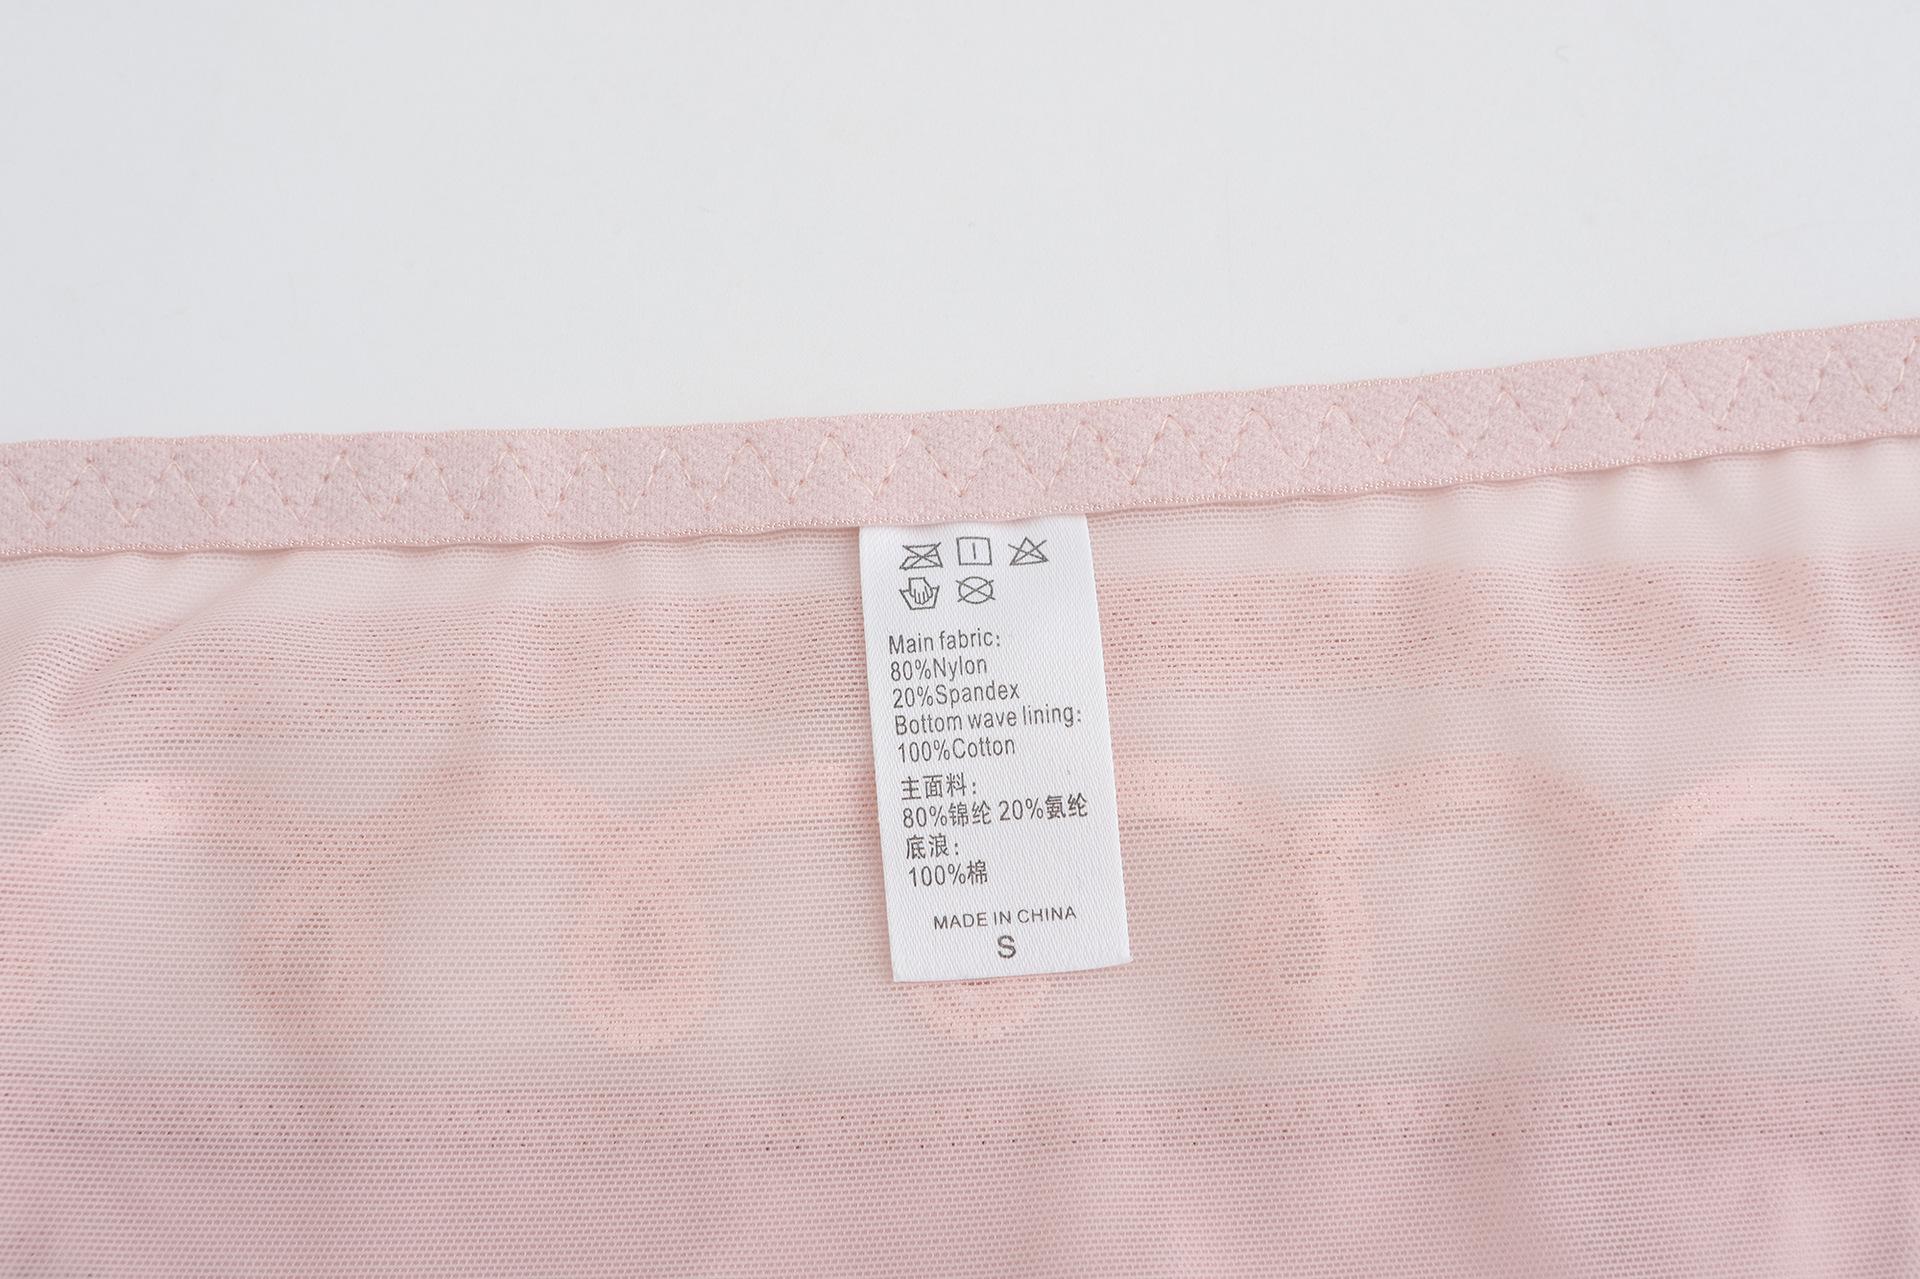 Main fabric:
80%Nylon
20%Spandex
Bottom wave lining:
100%Cotton
主面料:
80%锦纶 20%氨纶
底浪:
100%棉
MADE IN CHINA
S